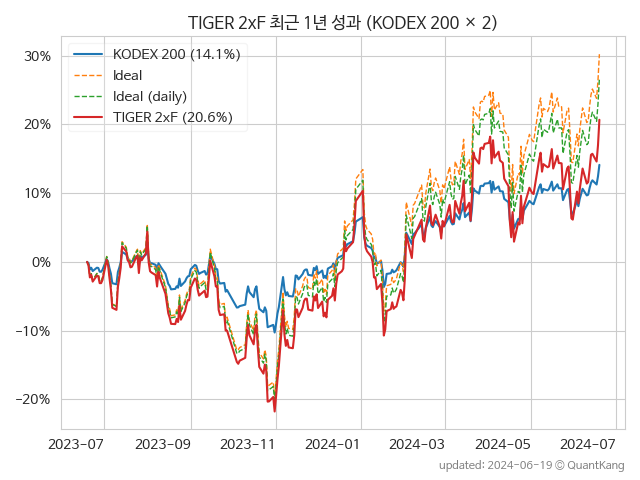 TIGER 2xF 최근 1년 성과 (KODEX 200 × 2)
KODEX 200 (14.1%)
Ideal
Ideal (daily)
TIGER 2xF (20.6%)
30%
20%
10%
0%
−10%
−20%
2023-07
2023-09
2023-11
2024-01
2024-03
2024-05
2024-07
updated: 2024-06-19 ⓒ QuantKang